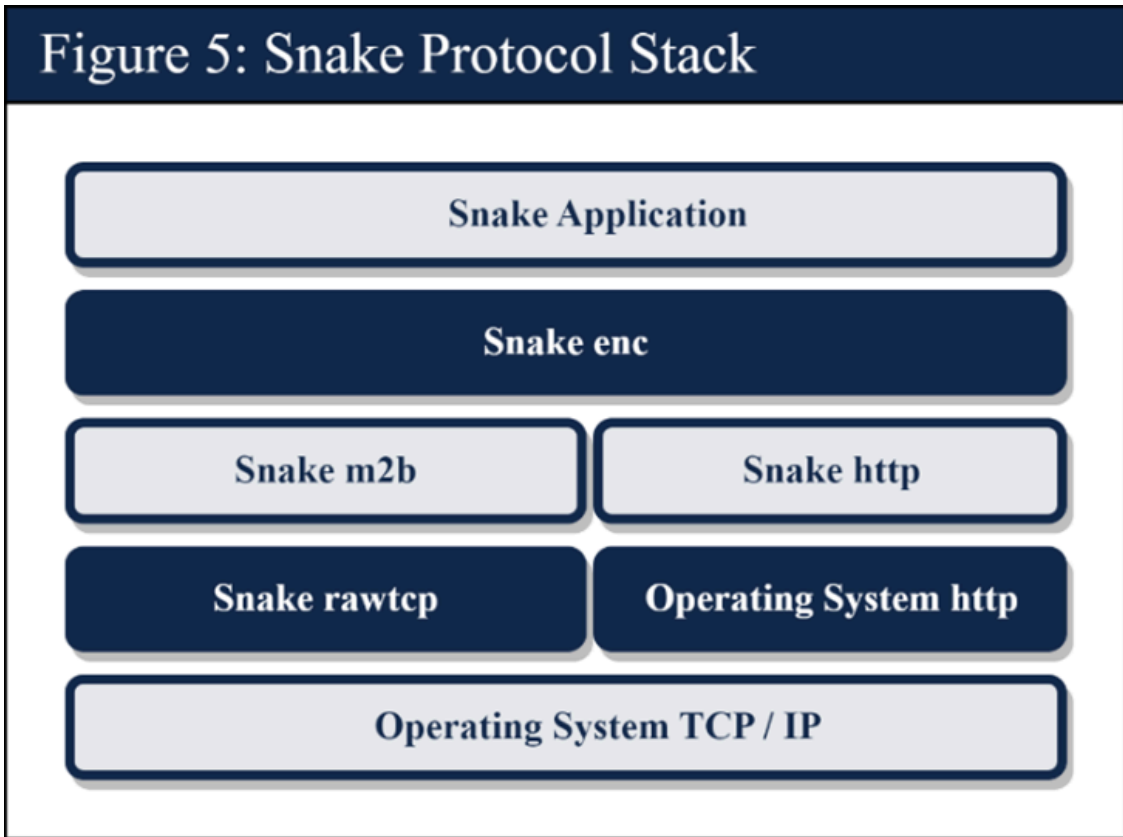 Figure 5: Snake Protocol Stack
Snake Application
Snake enc
Snake m2b
Snake http
Snake rawtcp
Operating System http
Operating System TCP / IP